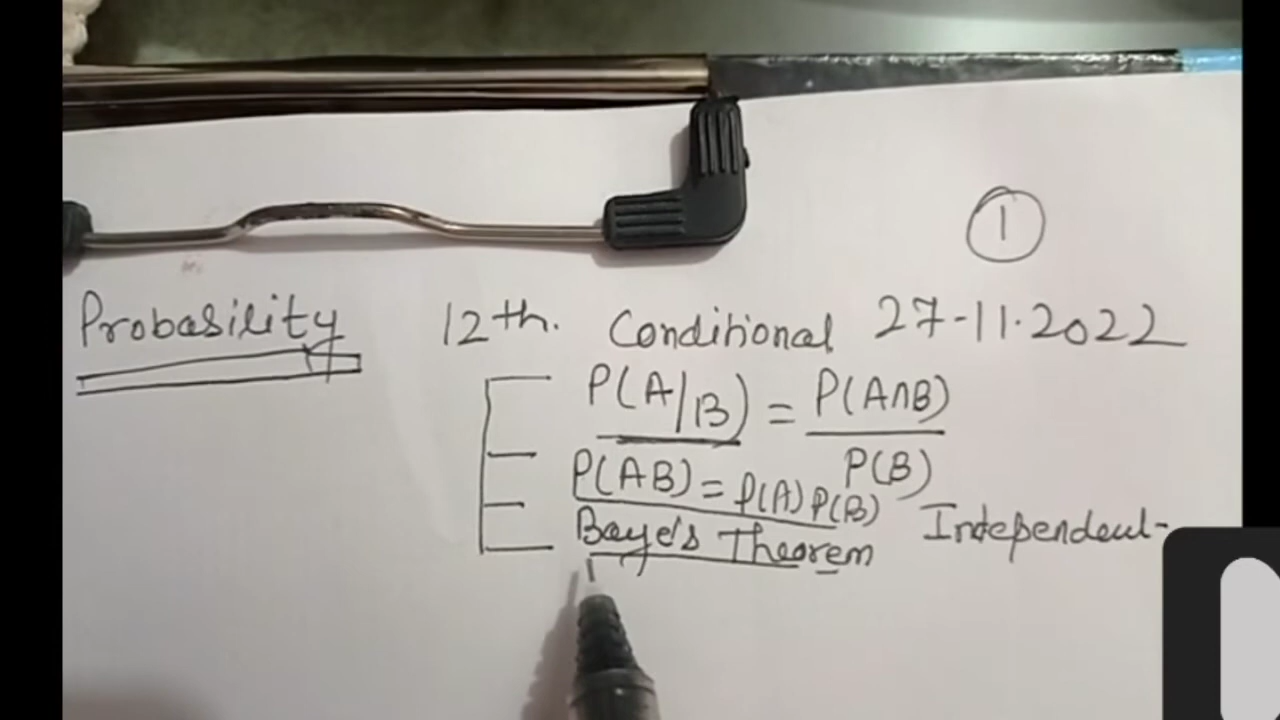 1
Probability 12th. Conditional 27-11.2022
P(A/B) = P(A∩B)
P(B)
P(AB) = P(A) P(B) Independent-
Baye's Theorem